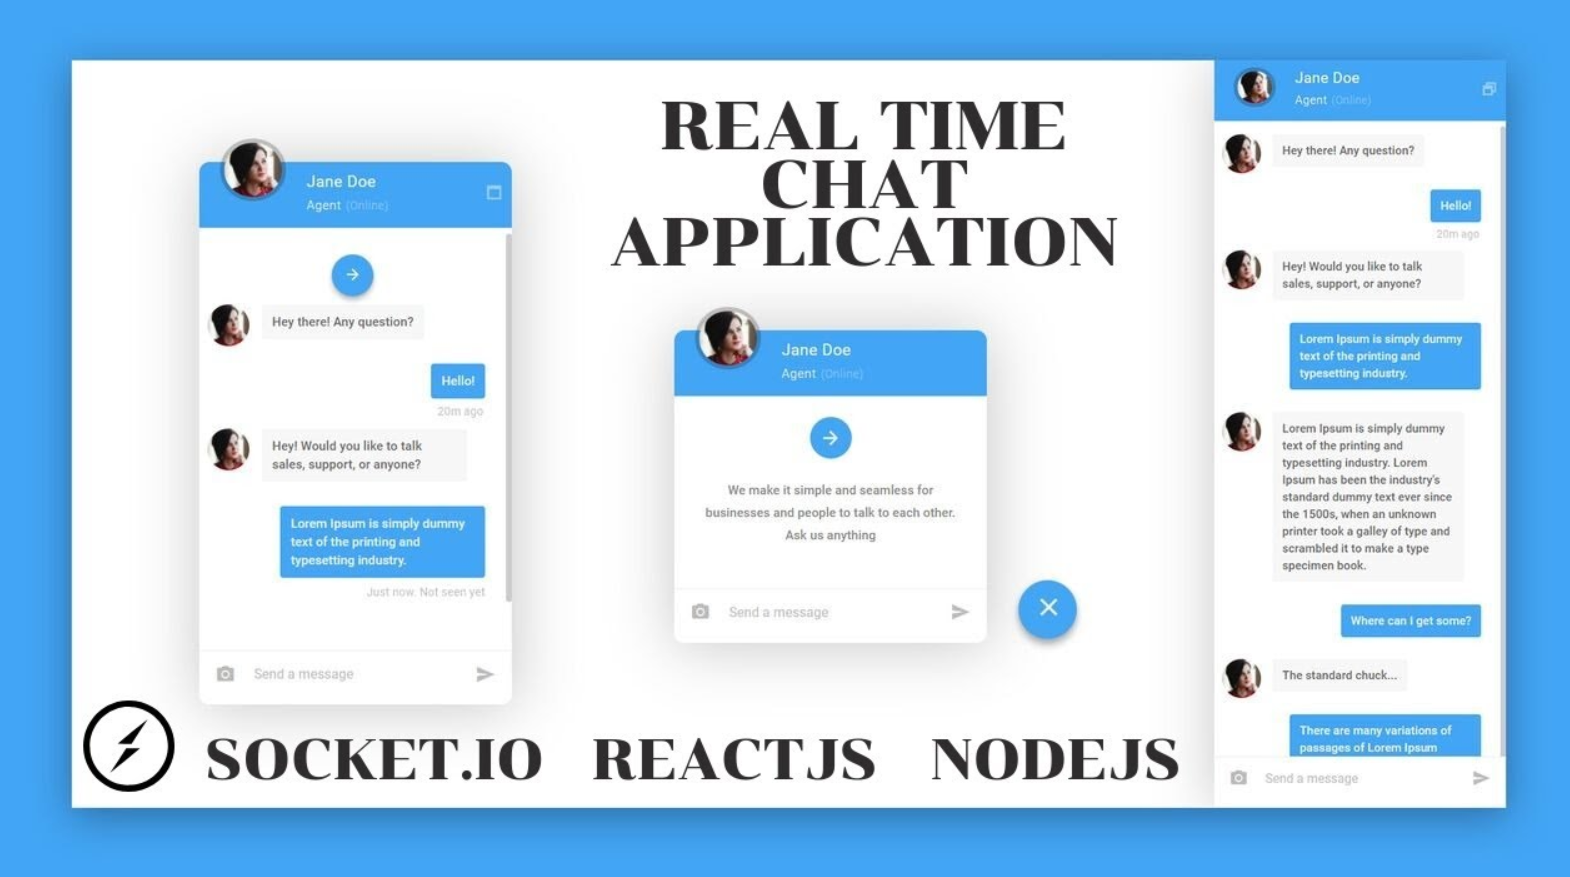 REAL TIME
CHAT
APPLICATION
Jane Doe
Agent (Online)
Hey there! Any question?
Hello!
20m ago
Hey! Would you like to talk
sales, support, or anyone?
Lorem Ipsum is simply dummy
text of the printing and
typesetting industry.
Just now. Not seen yet
Send a message
Jane Doe
Agent (Online)
We make it simple and seamless for
businesses and people to talk to each other.
Ask us anything
Send a message
Jane Doe
Agent (Online)
Hey there! Any question?
Hello!
20m ago
Hey! Would you like to talk
sales, support, or anyone?
Lorem Ipsum is simply dummy
text of the printing and
typesetting industry.
Lorem Ipsum is simply dummy
text of the printing and
typesetting industry. Lorem
Ipsum has been the industry's
standard dummy text ever since
the 1500s, when an unknown
printer took a galley of type and
scrambled it to make a type
specimen book.
Where can I get some?
The standard chuck...
There are many variations of
passages of Lorem Ipsum
Send a message
SOCKET.IO REACTJS NODEJS